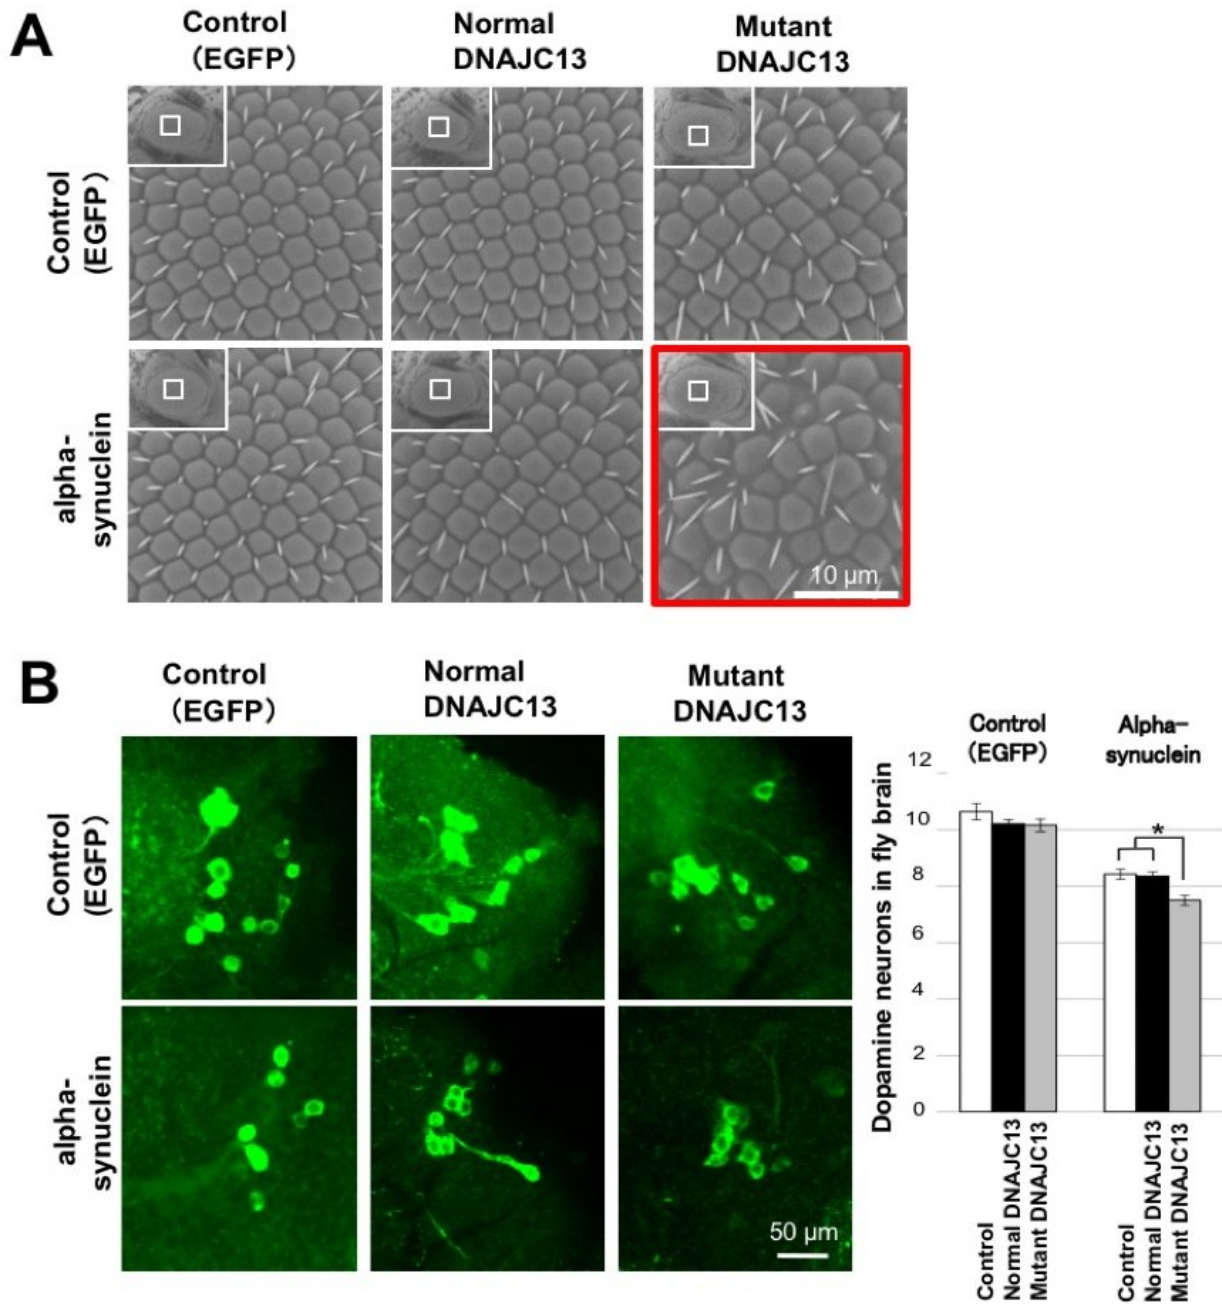 A
Control
(EGFP)
Normal
DNAJC13
Mutant
DNAJC13
Control
(EGFP)
alpha-
synuclein
10 µm
B
Control
(EGFP)
Normal
DNAJC13
Mutant
DNAJC13
Control
(EGFP)
alpha-
synuclein
50 µm
Control
(EGFP)
Alpha-
synuclein
Dopamine neurons in fly brain
12
10
8
6
4
2
0
*
Control
Normal DNAJC13
Mutant DNAJC13
Control
Normal DNAJC13
Mutant DNAJC13